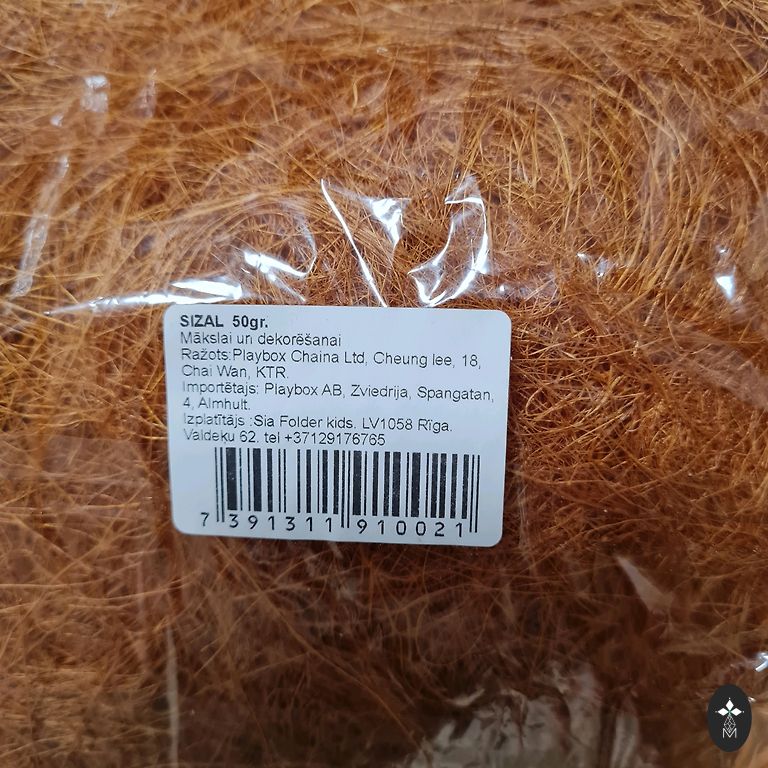 SIZAL 50gr.
Mākslai un dekorēšanai
Ražots:Playbox Chaina Ltd, Cheung lee, 18,
Chai Wan, KTR.
Importētajs: Playbox AB, Zviedrija, Spangatan,
4, Almhult.
Izplatītājs :Sia Folder kids. LV1058 Rīga.
Valdeķu 62. tel +37129176765
7 391311 910021
M